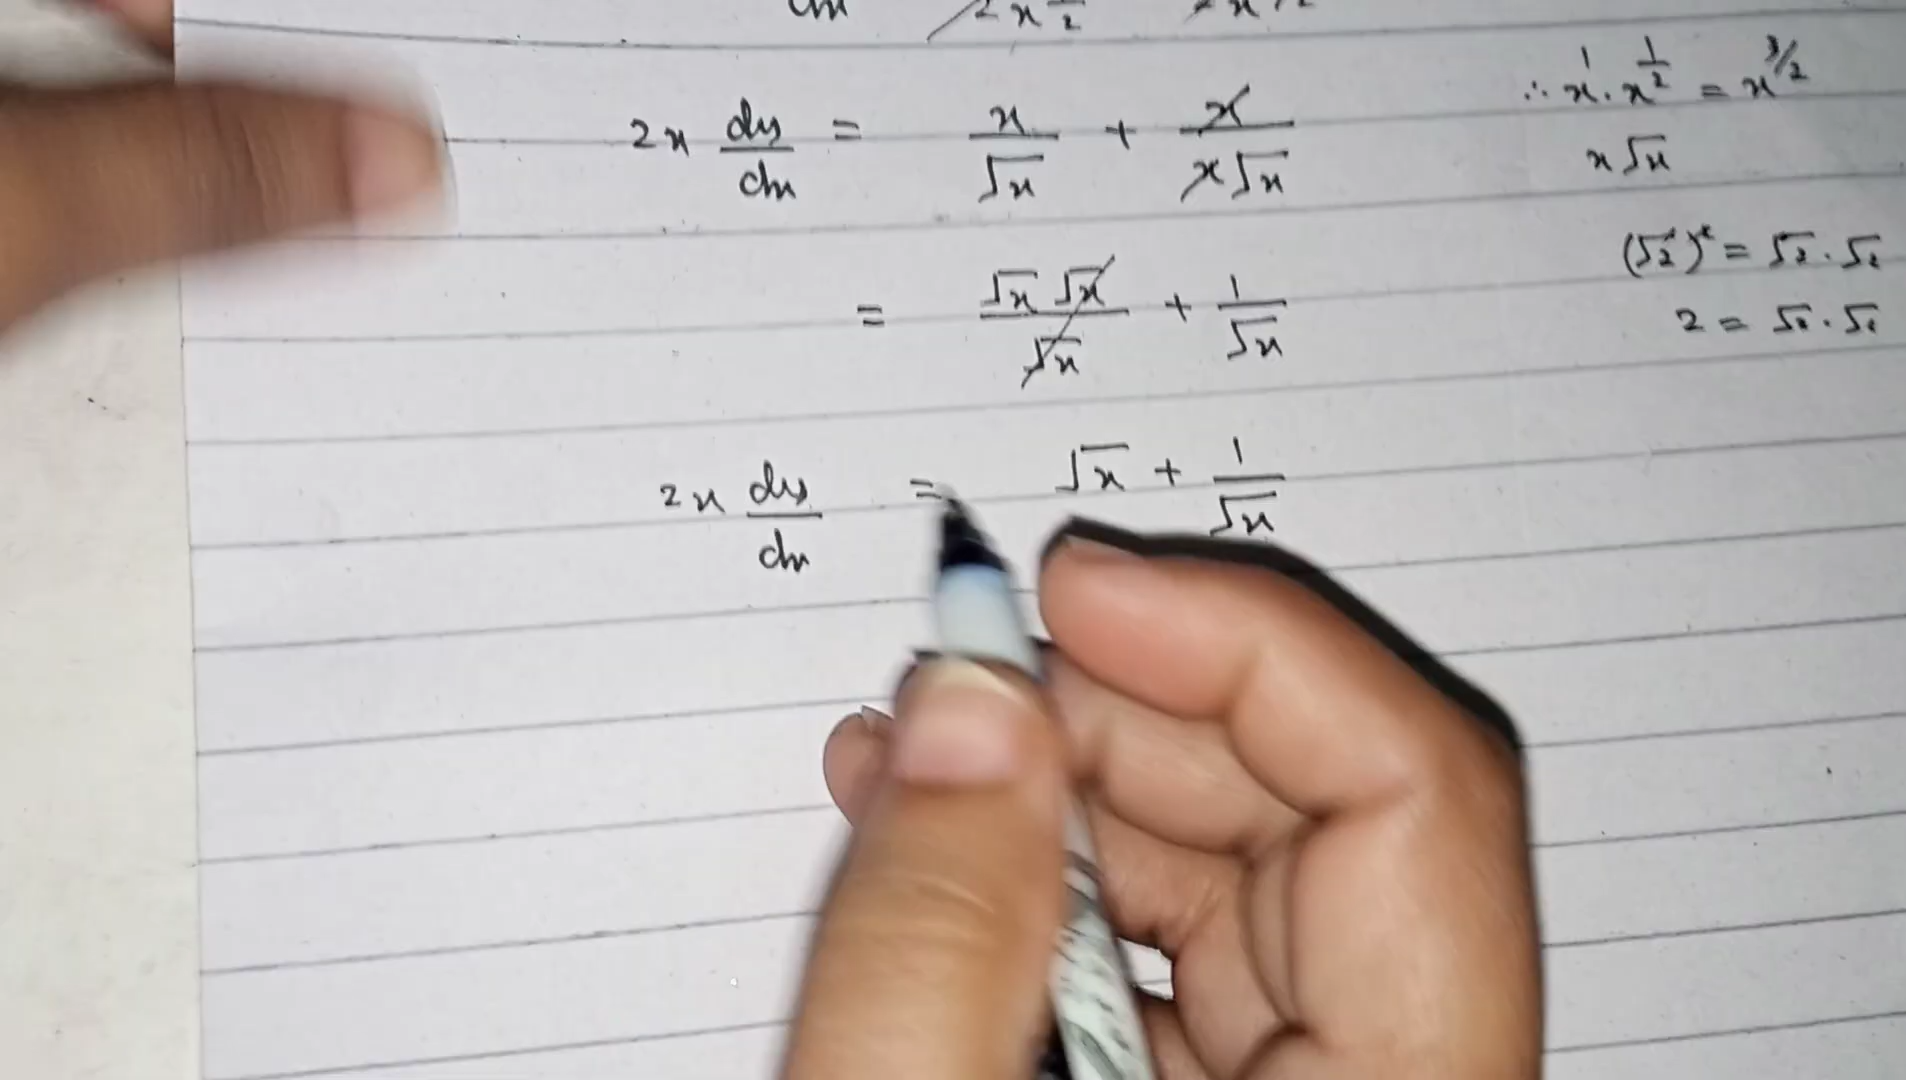 2x dy/dx = x/√x + x/x√x
∴ x¹ · x^1/2 = x^3/2
x√x
= √x √x/√x + 1/√x
(√2)² = √2 · √2
2 = √2 · √2
2x dy/dx = √x + 1/√x